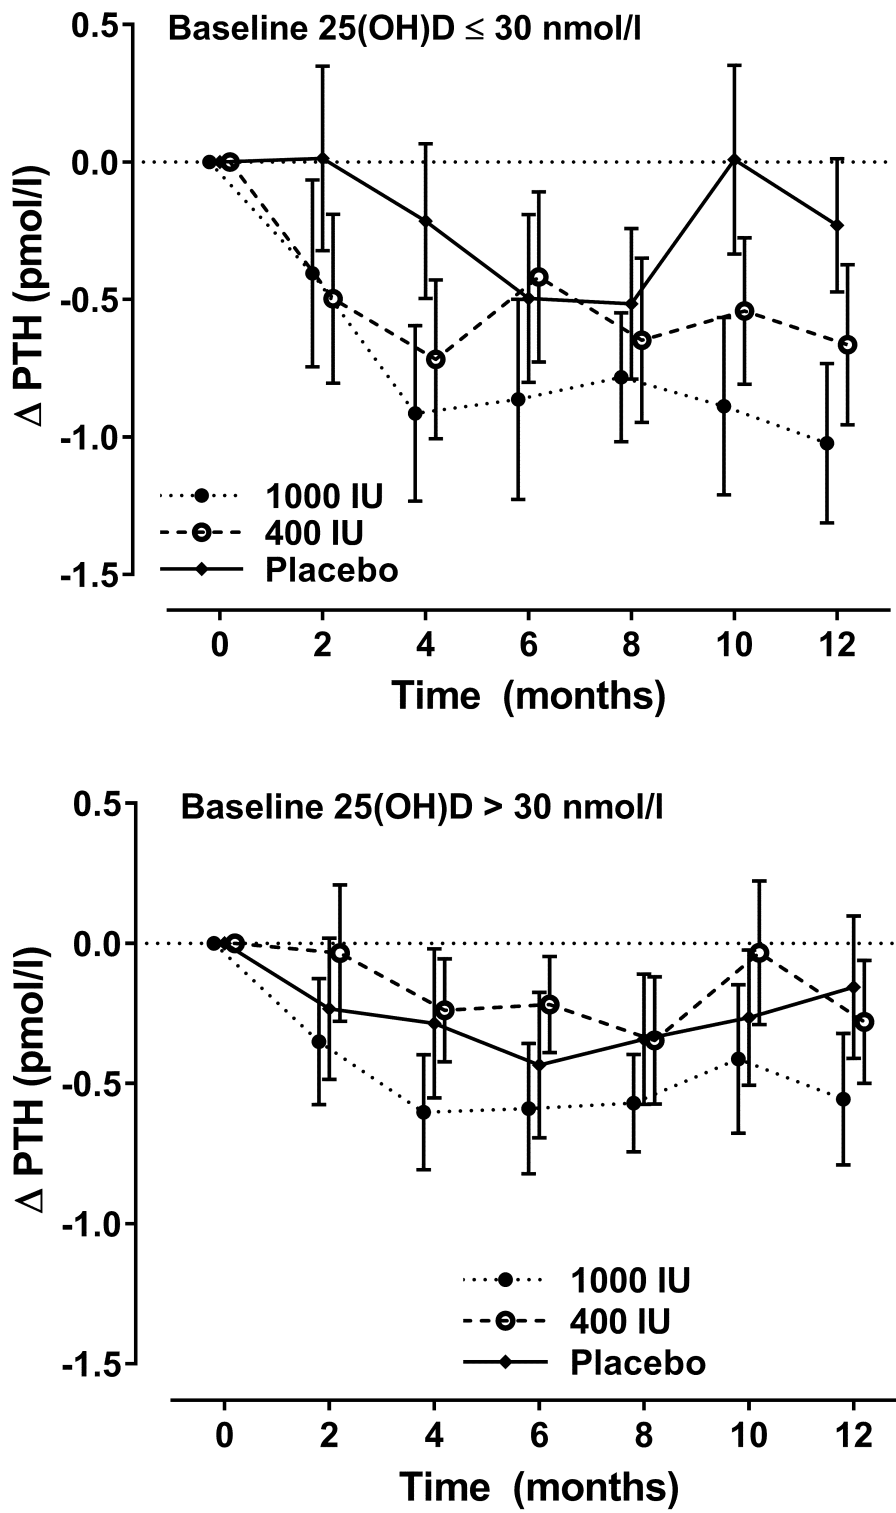 Baseline 25(OH)D ≤ 30 nmol/l
0.5
0.0
-0.5
-1.0
-1.5
Δ PTH (pmol/l)
1000 IU
400 IU
Placebo
0 2 4 6 8 10 12
Time (months)
Baseline 25(OH)D > 30 nmol/l
0.5
0.0
-0.5
-1.0
-1.5
Δ PTH (pmol/l)
1000 IU
400 IU
Placebo
0 2 4 6 8 10 12
Time (months)